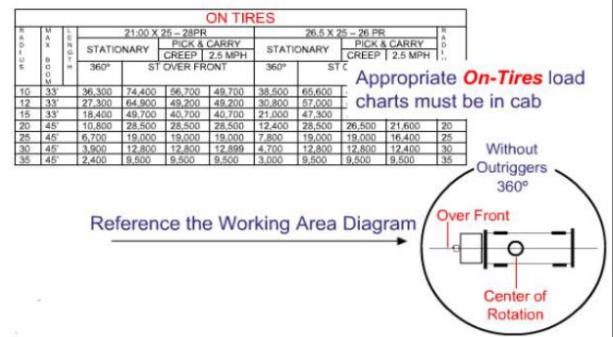 ON TIRES
RADIUS MAX BOOM LENGTH 21:00 X 25 – 28PR 26.5 X 25 – 26 PR
STATIONARY PICK & CARRY STATIONARY PICK & CARRY
CREEP 2.5 MPH CREEP 2.5 MPH
360° ST OVER FRONT 360°
10 33' 36,300 74,400 56,700 49,700 38,500 65,600
12 33' 27,300 64,900 49,200 49,200 30,800 57,000
15 33' 18,400 49,700 40,700 40,700 21,000 47,300
20 45' 10,800 28,500 28,500 28,500 12,400 28,500 26,500 21,600 20
25 45' 6,700 19,000 19,000 19,000 7,800 19,000 19,000 16,400 25
30 45' 3,900 12,800 12,800 12,899 4,700 12,800 12,800 12,400 30
35 45' 2,400 9,500 9,500 9,500 3,000 9,500 9,500 9,500 35
Appropriate On-Tires load
charts must be in cab
Without
Outriggers
360°
Reference the Working Area Diagram
Over Front
Center of
Rotation